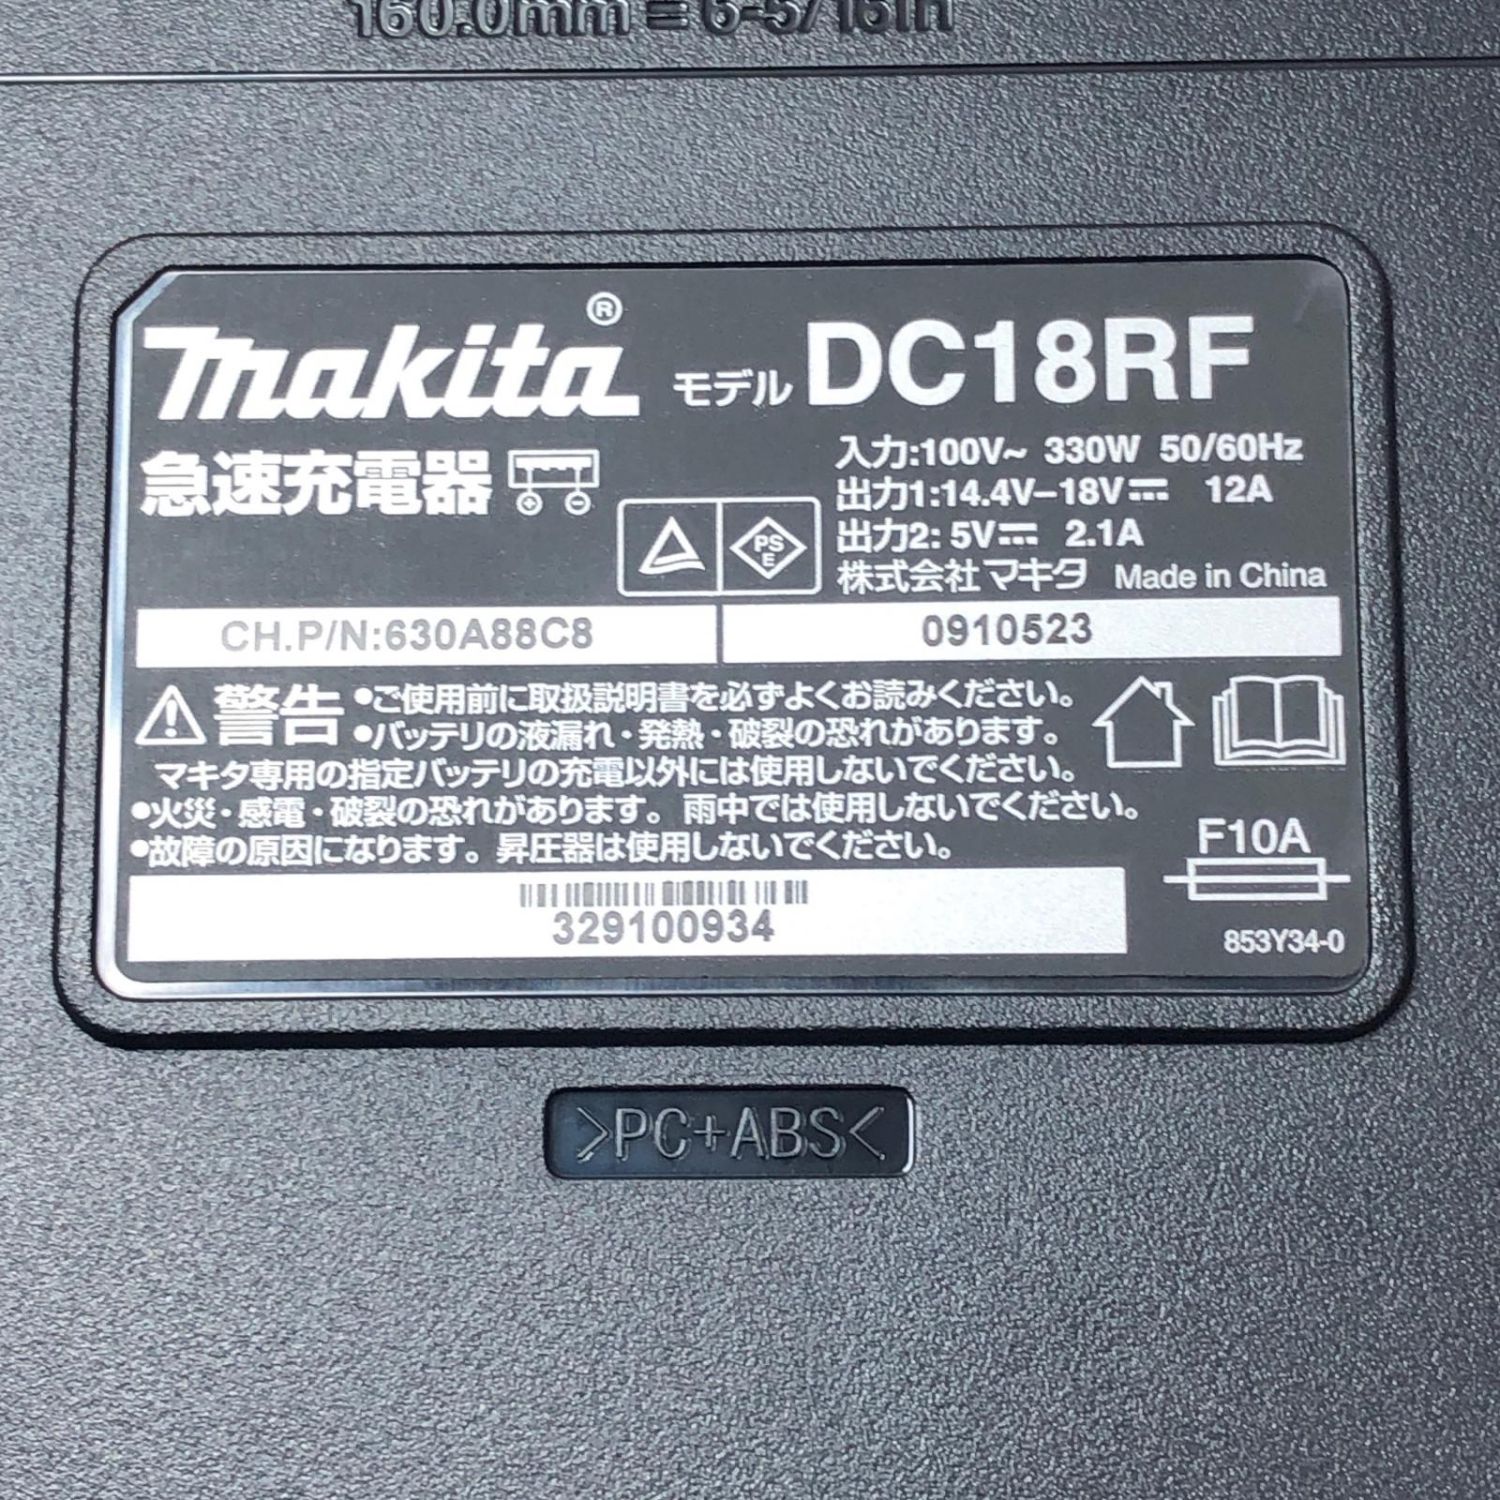 160.0mm = 6-5/16in
makita®
モデル DC18RF
急速充電器
入力:100V~ 330W 50/60Hz
出力1:14.4V-18V⎓ 12A
出力2: 5V⎓ 2.1A
株式会社マキタ Made in China
PS
E
CH.P/N:630A88C8
0910523
警告 •ご使用前に取扱説明書を必ずよくお読みください。
•バッテリの液漏れ・発熱・破裂の恐れがあります。
マキタ専用の指定バッテリの充電以外には使用しないでください。
•火災・感電・破裂の恐れがあります。雨中では使用しないでください。
•故障の原因になります。昇圧器は使用しないでください。
F10A
329100934
853Y34-0
>PC+ABS<